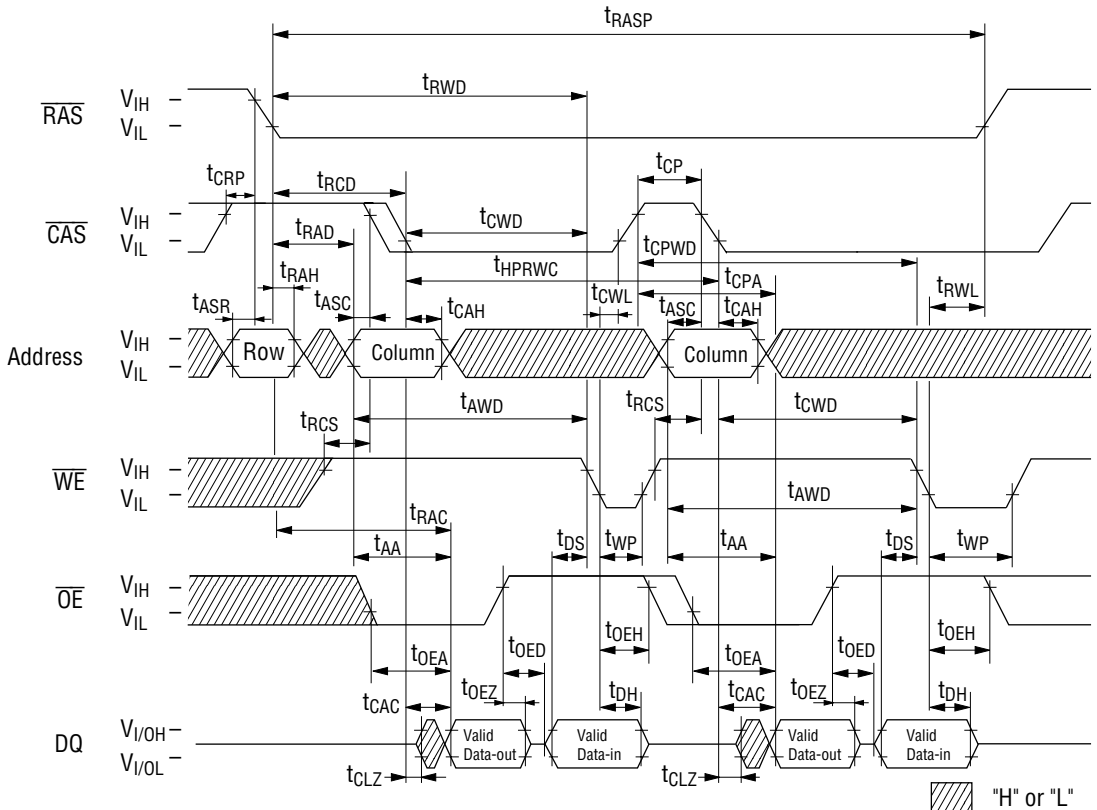 tRASP
tRWD
RAS
VIH
VIL
tCRP
tRCD
tCP
CAS
VIH
VIL
tRAD
tCWD
tCPWD
tHPRWC
tCPA
tRAH
tCWL
tRWL
tASR
tASC
tCAH
tASC
tCAH
Address
VIH
VIL
Row
Column
Column
tAWD
tRCS
tRCS
tCWD
WE
VIH
VIL
tAWD
tRAC
tAA
tDS
tWP
tAA
tDS
tWP
OE
VIH
VIL
tOEA
tOED
tOEH
tOEA
tOED
tOEH
tCAC
tOEZ
tDH
tCAC
tOEZ
tDH
DQ
VI/OH
VI/OL
Valid
Data-out
Valid
Data-in
Valid
Data-out
Valid
Data-in
tCLZ
tCLZ
"H" or "L"